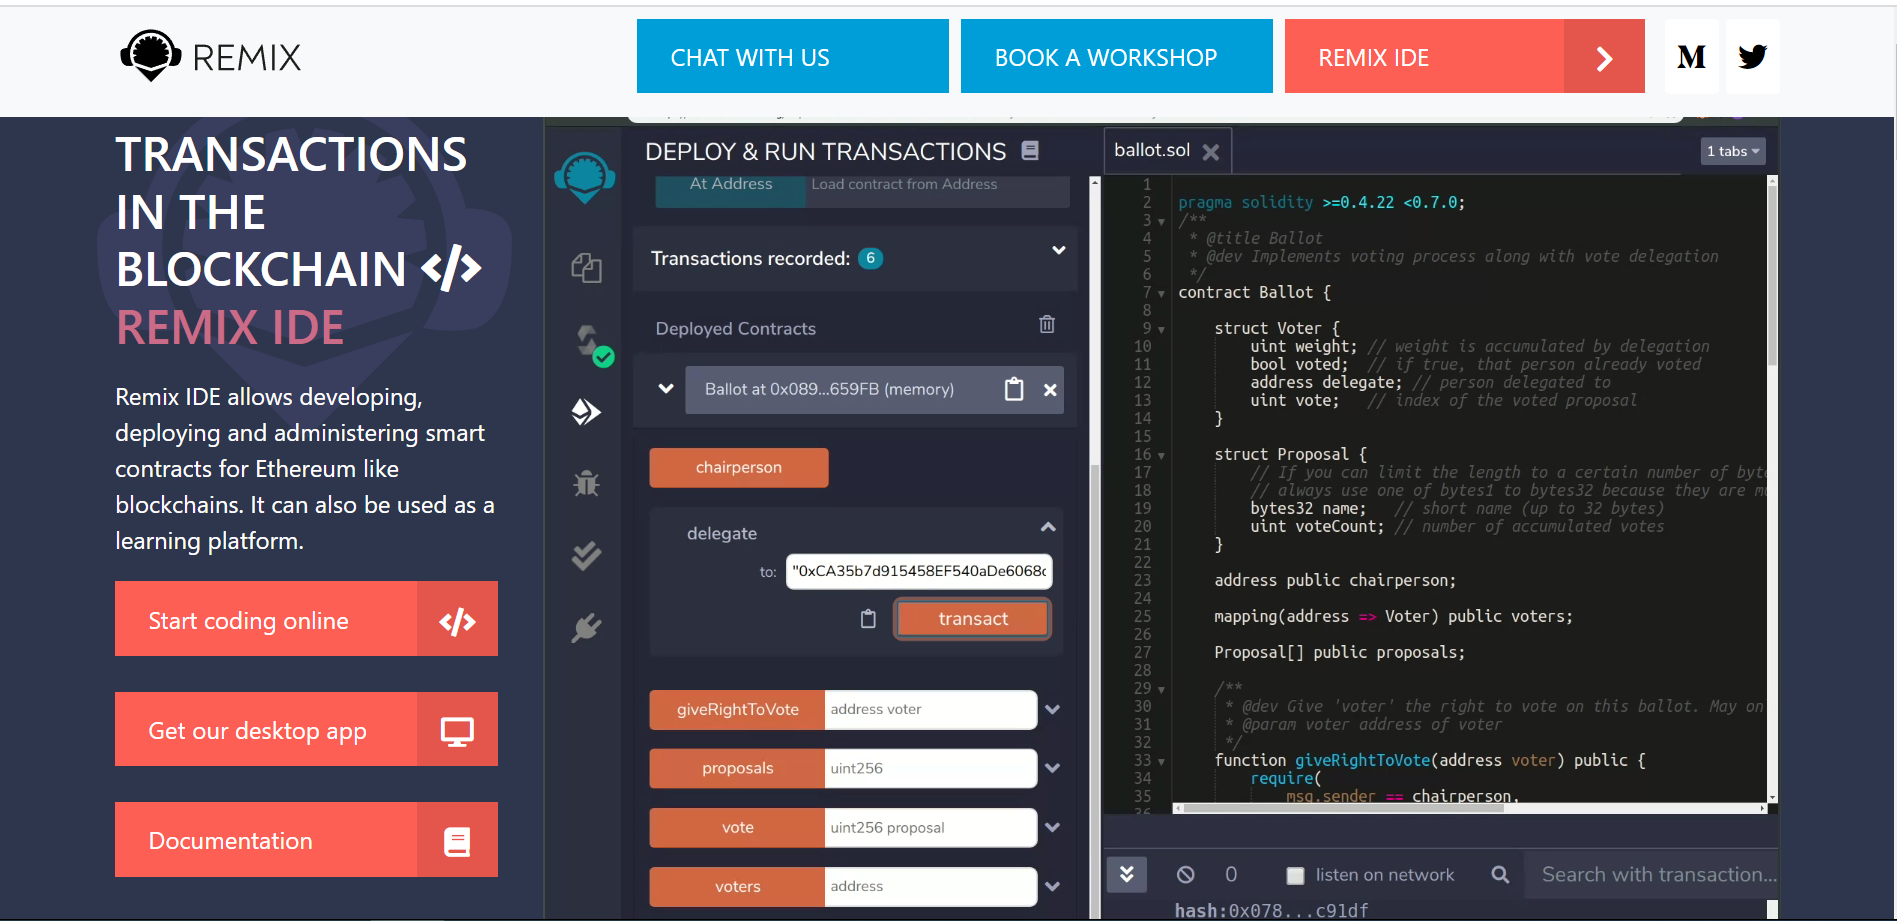 REMIX
CHAT WITH US
BOOK A WORKSHOP
REMIX IDE
M
TRANSACTIONS
IN THE
BLOCKCHAIN </>
REMIX IDE
Remix IDE allows developing,
deploying and administering smart
contracts for Ethereum like
blockchains. It can also be used as a
learning platform.
Start coding online </>
Get our desktop app
Documentation
DEPLOY & RUN TRANSACTIONS
At Address Load contract from Address
Transactions recorded: 6
Deployed Contracts
Ballot at 0x089...659FB (memory)
chairperson
delegate
to: "0xCA35b7d915458EF540aDe6068
transact
giveRightToVote address voter
proposals uint256
vote uint256 proposal
voters address
ballot.sol
1 tabs
1
2 pragma solidity >=0.4.22 <0.7.0;
3 /**
4 * @title Ballot
5 * @dev Implements voting process along with vote delegation
6 */
7 contract Ballot {
8
9 struct Voter {
10 uint weight; // weight is accumulated by delegation
11 bool voted; // if true, that person already voted
12 address delegate; // person delegated to
13 uint vote; // index of the voted proposal
14 }
15
16 struct Proposal {
17 // If you can limit the length to a certain number of byte
18 // always use one of bytes1 to bytes32 because they are mu
19 bytes32 name; // short name (up to 32 bytes)
20 uint voteCount; // number of accumulated votes
21 }
22
23 address public chairperson;
24
25 mapping(address => Voter) public voters;
26
27 Proposal[] public proposals;
28
29 /**
30 * @dev Give 'voter' the right to vote on this ballot. May on
31 * @param voter address of voter
32 */
33 function giveRightToVote(address voter) public {
34 require(
35 msg.sender == chairperson,
36
0 listen on network Search with transaction...
hash:0x078...c91df